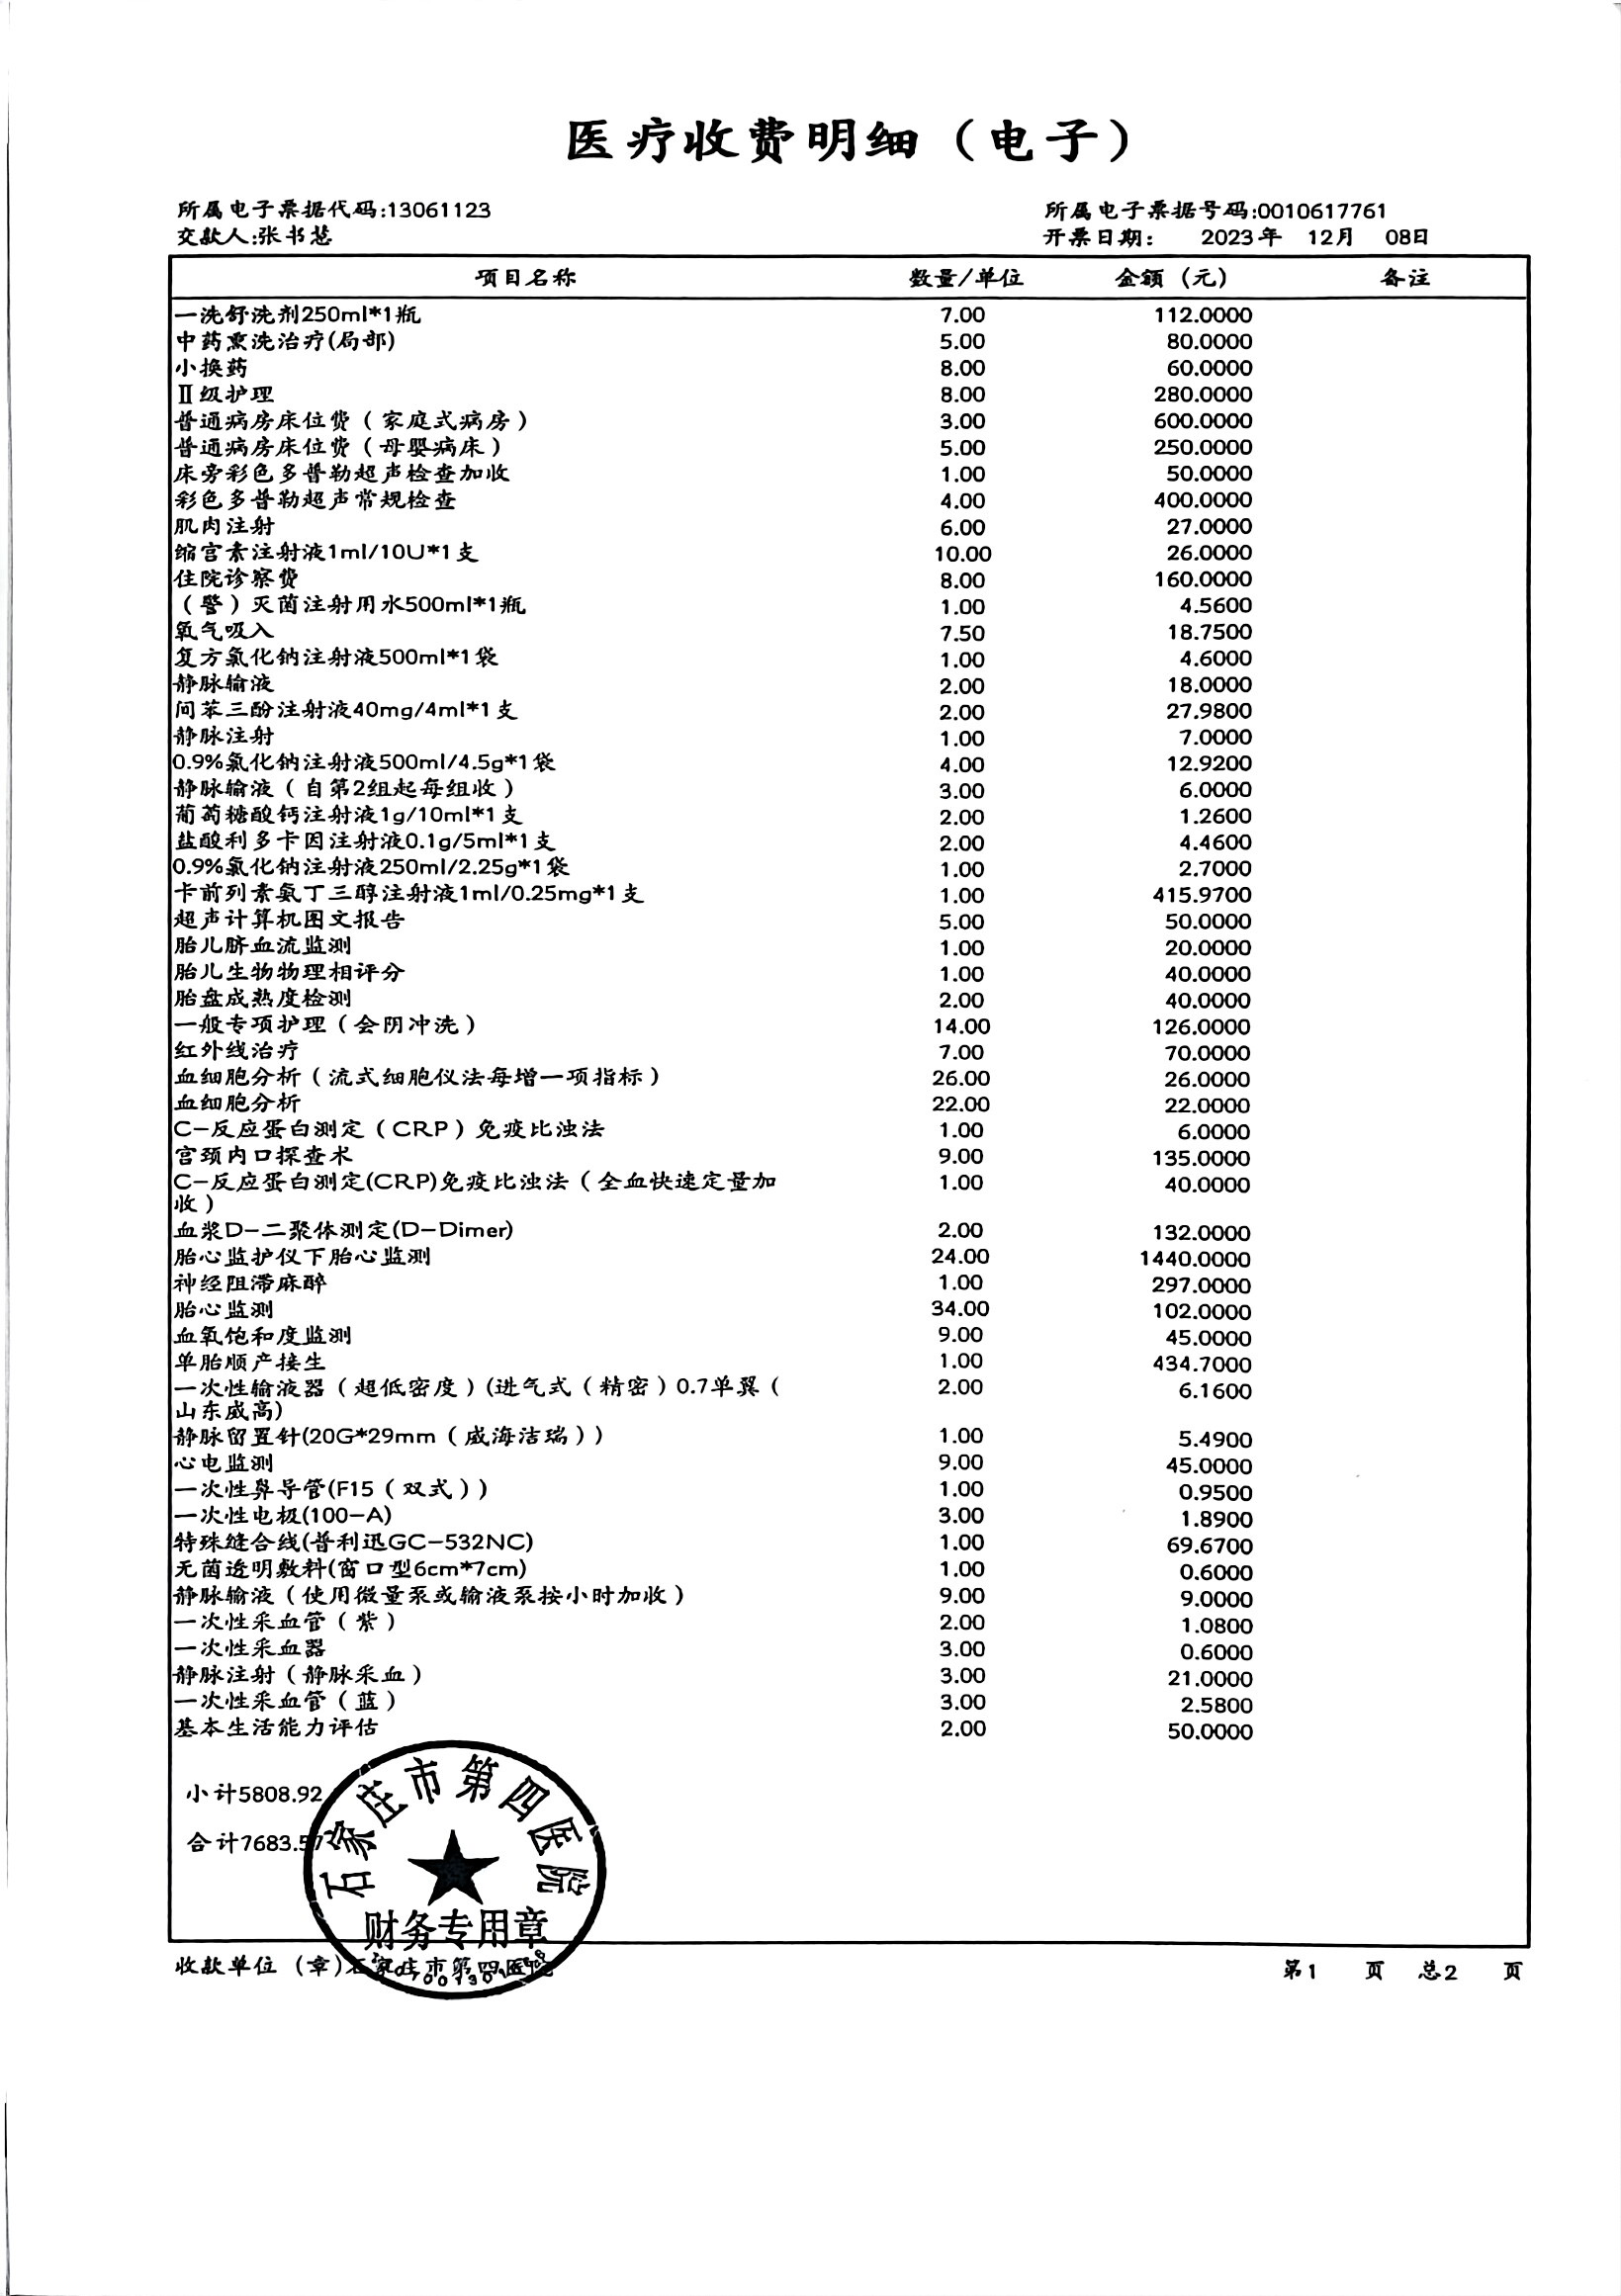 医疗收费明细（电子）
所属电子票据代码:13061123 所属电子票据号码:0010617761
交款人:张书慧 开票日期： 2023年 12月 08日
项目名称 数量/单位 金额（元） 备注
一洗舒洗剂250ml*1瓶 7.00 112.0000
中药熏洗治疗(局部) 5.00 80.0000
小换药 8.00 60.0000
Ⅱ级护理 8.00 280.0000
普通病房床位费（家庭式病房） 3.00 600.0000
普通病房床位费（母婴病床） 5.00 250.0000
床旁彩色多普勒超声检查加收 1.00 50.0000
彩色多普勒超声常规检查 4.00 400.0000
肌肉注射 6.00 27.0000
缩宫素注射液1ml/10U*1支 10.00 26.0000
住院诊察费 8.00 160.0000
（警）灭菌注射用水500ml*1瓶 1.00 4.5600
氧气吸入 7.50 18.7500
复方氯化钠注射液500ml*1袋 1.00 4.6000
静脉输液 2.00 18.0000
间苯三酚注射液40mg/4ml*1支 2.00 27.9800
静脉注射 1.00 7.0000
0.9%氯化钠注射液500ml/4.5g*1袋 4.00 12.9200
静脉输液（自第2组起每组收） 3.00 6.0000
葡萄糖酸钙注射液1g/10ml*1支 2.00 1.2600
盐酸利多卡因注射液0.1g/5ml*1支 2.00 4.4600
0.9%氯化钠注射液250ml/2.25g*1袋 1.00 2.7000
卡前列素氨丁三醇注射液1ml/0.25mg*1支 1.00 415.9700
超声计算机图文报告 5.00 50.0000
胎儿脐血流监测 1.00 20.0000
胎儿生物物理相评分 1.00 40.0000
胎盘成熟度检测 2.00 40.0000
一般专项护理（会阴冲洗） 14.00 126.0000
红外线治疗 7.00 70.0000
血细胞分析（流式细胞仪法每增一项指标） 26.00 26.0000
血细胞分析 22.00 22.0000
C-反应蛋白测定（CRP）免疫比浊法 1.00 6.0000
宫颈内口探查术 9.00 135.0000
C-反应蛋白测定(CRP)免疫比浊法（全血快速定量加 1.00 40.0000
收）
血浆D-二聚体测定(D-Dimer) 2.00 132.0000
胎心监护仪下胎心监测 24.00 1440.0000
神经阻滞麻醉 1.00 297.0000
胎心监测 34.00 102.0000
血氧饱和度监测 9.00 45.0000
单胎顺产接生 1.00 434.7000
一次性输液器（超低密度）(进气式（精密）0.7单翼（ 2.00 6.1600
山东威高)
静脉留置针(20G*29mm（威海洁瑞）) 1.00 5.4900
心电监测 9.00 45.0000
一次性鼻导管(F15（双式）) 1.00 0.9500
一次性电极(100-A) 3.00 1.8900
特殊缝合线(普利迅GC-532NC) 1.00 69.6700
无菌透明敷料(窗口型6cm*7cm) 1.00 0.6000
静脉输液（使用微量泵或输液泵按小时加收） 9.00 9.0000
一次性采血管（紫） 2.00 1.0800
一次性采血器 3.00 0.6000
静脉注射（静脉采血） 3.00 21.0000
一次性采血管（蓝） 3.00 2.5800
基本生活能力评估 2.00 50.0000
小计5808.92
合计7683.57
石家庄市第四医院
财务专用章
收款单位（章）石家庄市第四医院 第1 页 总2 页